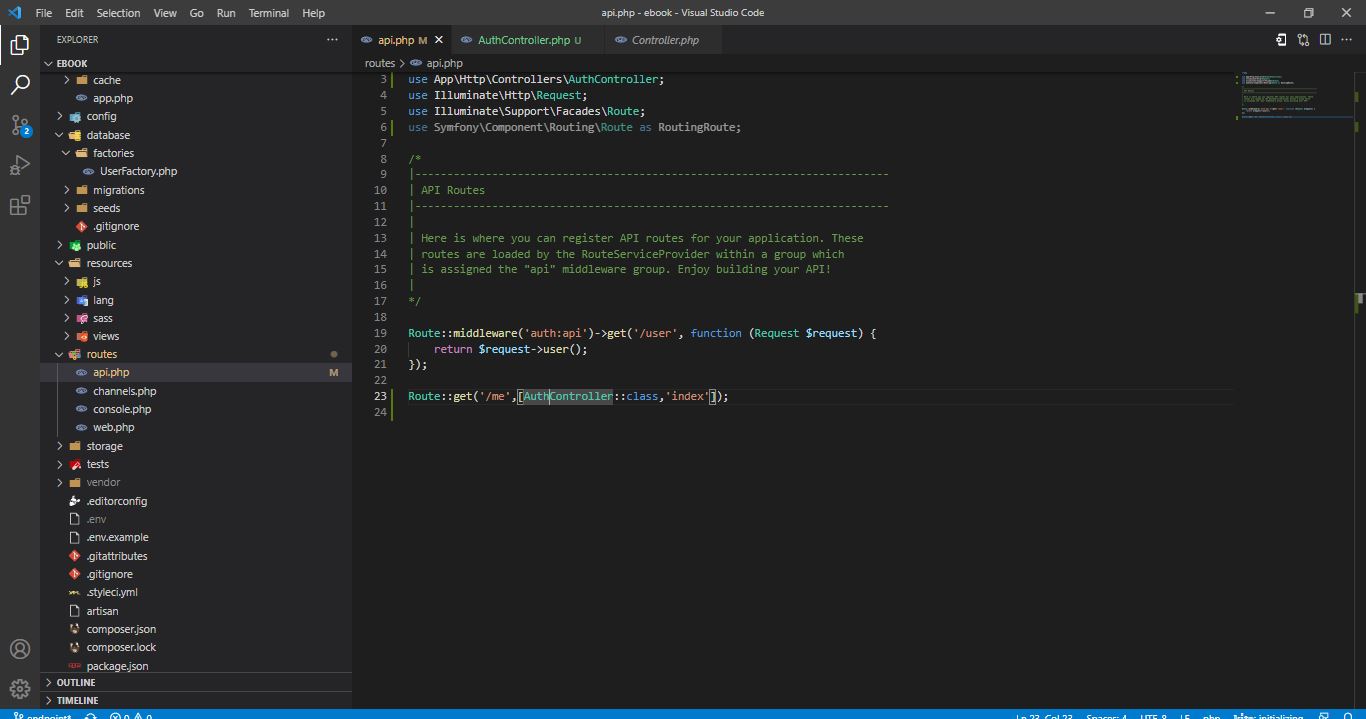 File Edit Selection View Go Run Terminal Help
api.php - ebook - Visual Studio Code
EXPLORER
EBOOK
cache
app.php
config
database
factories
UserFactory.php
migrations
seeds
.gitignore
public
resources
js
lang
sass
views
routes
api.php M
channels.php
console.php
web.php
storage
tests
vendor
.editorconfig
.env
.env.example
.gitattributes
.gitignore
.styleci.yml
artisan
composer.json
composer.lock
package.json
OUTLINE
TIMELINE
2
api.php M
AuthController.php U
Controller.php
routes > api.php
3 use App\Http\Controllers\AuthController;
4 use Illuminate\Http\Request;
5 use Illuminate\Support\Facades\Route;
6 use Symfony\Component\Routing\Route as RoutingRoute;
7
8 /*
9 |--------------------------------------------------------------------------
10 | API Routes
11 |--------------------------------------------------------------------------
12 |
13 | Here is where you can register API routes for your application. These
14 | routes are loaded by the RouteServiceProvider within a group which
15 | is assigned the "api" middleware group. Enjoy building your API!
16 |
17 */
18
19 Route::middleware('auth:api')->get('/user', function (Request $request) {
20     return $request->user();
21 });
22
23 Route::get('/me',[AuthController::class,'index']);
24
endpoint* 0 0
Ln 23, Col 23 Spaces: 4 UTF-8 LF php kite: initializing